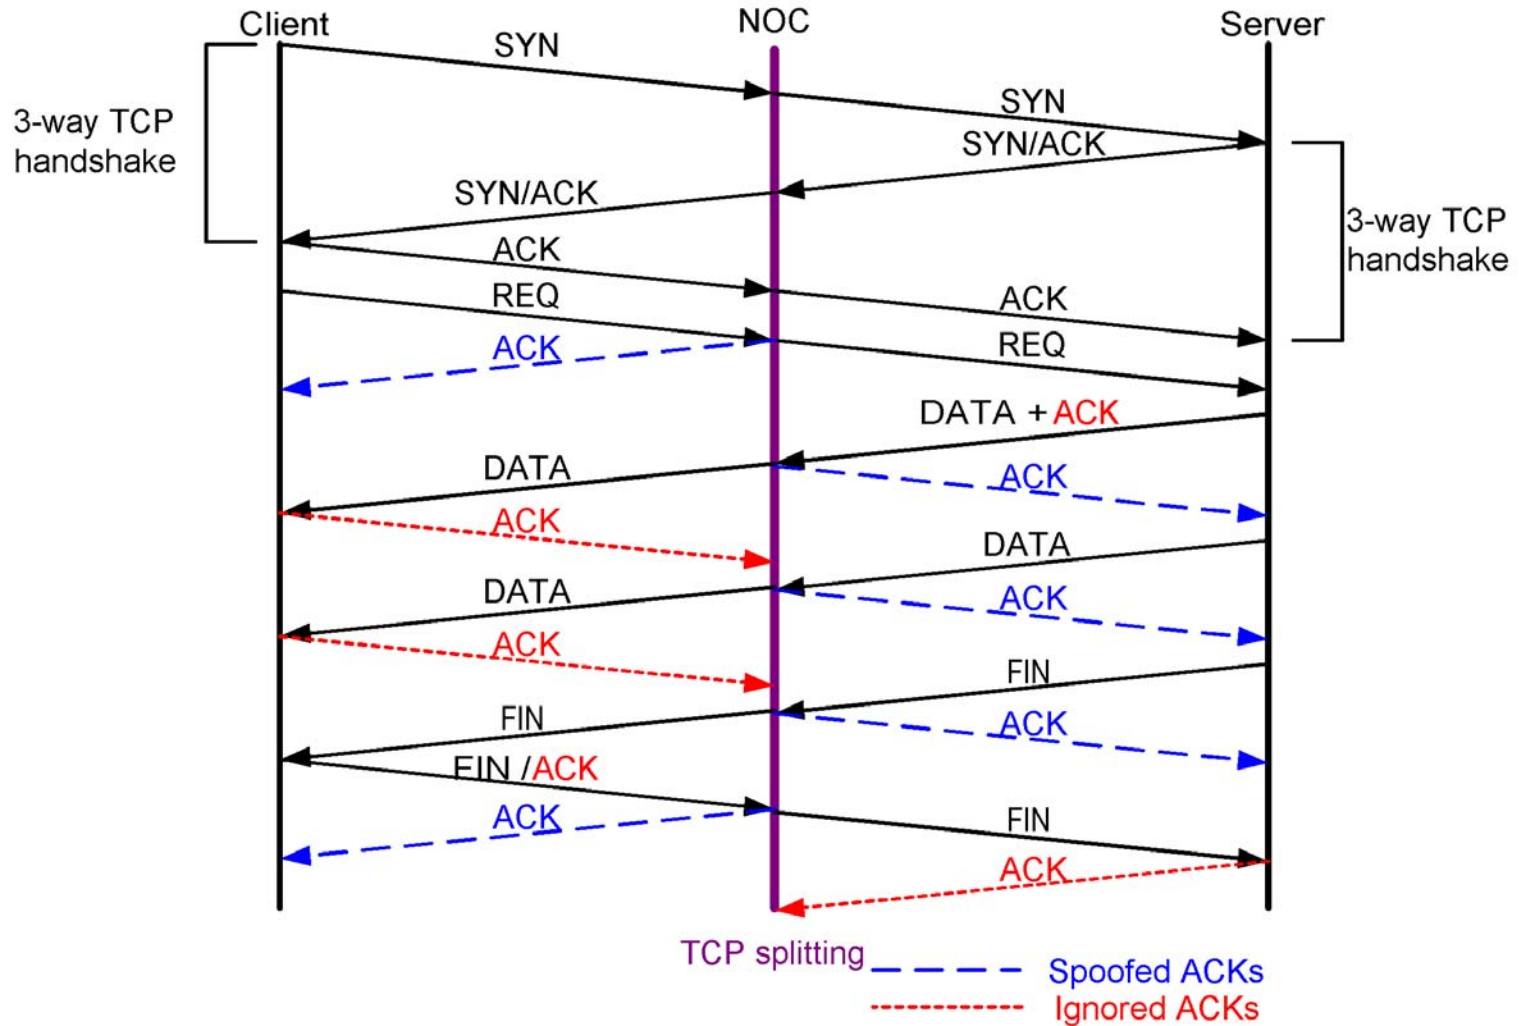 Client
NOC
Server
SYN
SYN
3-way TCP
handshake
SYN/ACK
SYN/ACK
3-way TCP
handshake
ACK
REQ
ACK
ACK
REQ
DATA + ACK
DATA
ACK
ACK
DATA
DATA
ACK
ACK
FIN
FIN
ACK
FIN /ACK
ACK
FIN
ACK
TCP splitting
Spoofed ACKs
Ignored ACKs